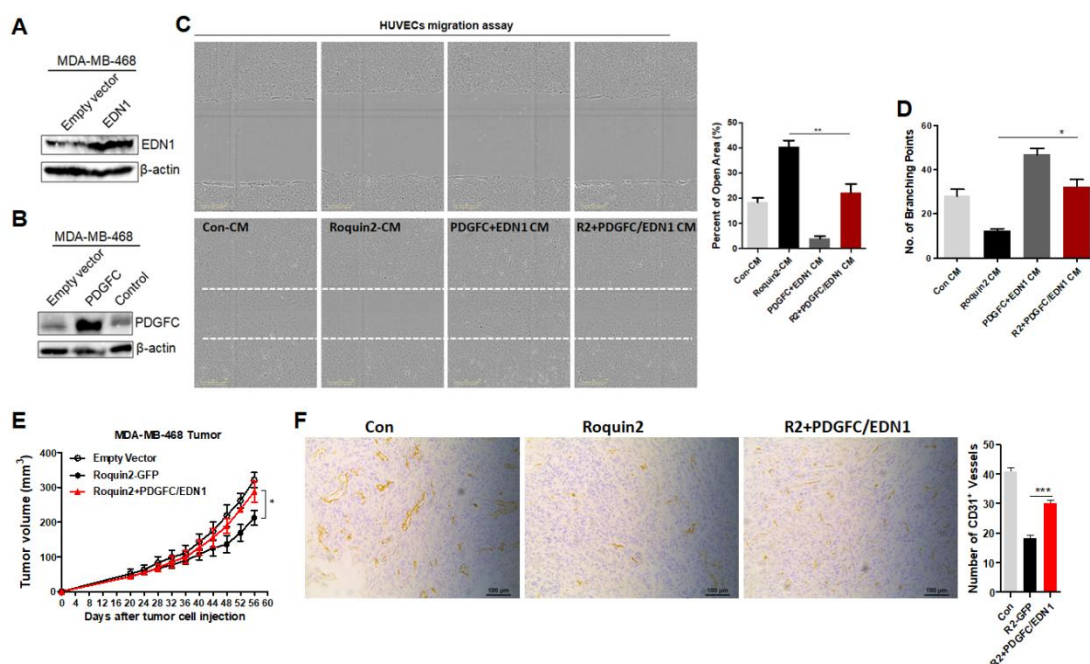 A
MDA-MB-468
Empty vector
EDN1
EDN1
β-actin
B
MDA-MB-468
Empty vector
PDGFC
Control
PDGFC
β-actin
C
HUVECs migration assay
Con-CM
Roquin2-CM
PDGFC+EDN1 CM
R2+PDGFC/EDN1 CM
Percent of Open Area (%)
80
60
40
20
0
**
Con-CM
Roquin2-CM
PDGFC+EDN1 CM
R2+PDGFC/EDN1 CM
D
No. of Branching Points
60
40
20
0
*
Con CM
Roquin2 CM
PDGFC+EDN1 CM
R2+PDGFC/EDN1 CM
E
MDA-MB-468 Tumor
Empty Vector
Roquin2-GFP
Roquin2+PDGFC/EDN1
Tumor volume (mm³)
400
300
200
100
0
*
0 4 8 12 16 20 24 28 32 36 40 44 48 52 56 60
Days after tumor cell injection
F
Con
Roquin2
R2+PDGFC/EDN1
100 μm
100 μm
100 μm
Number of CD31⁺ Vessels
50
40
30
20
10
0
***
Con
R2-GFP
R2+PDGFC/EDN1